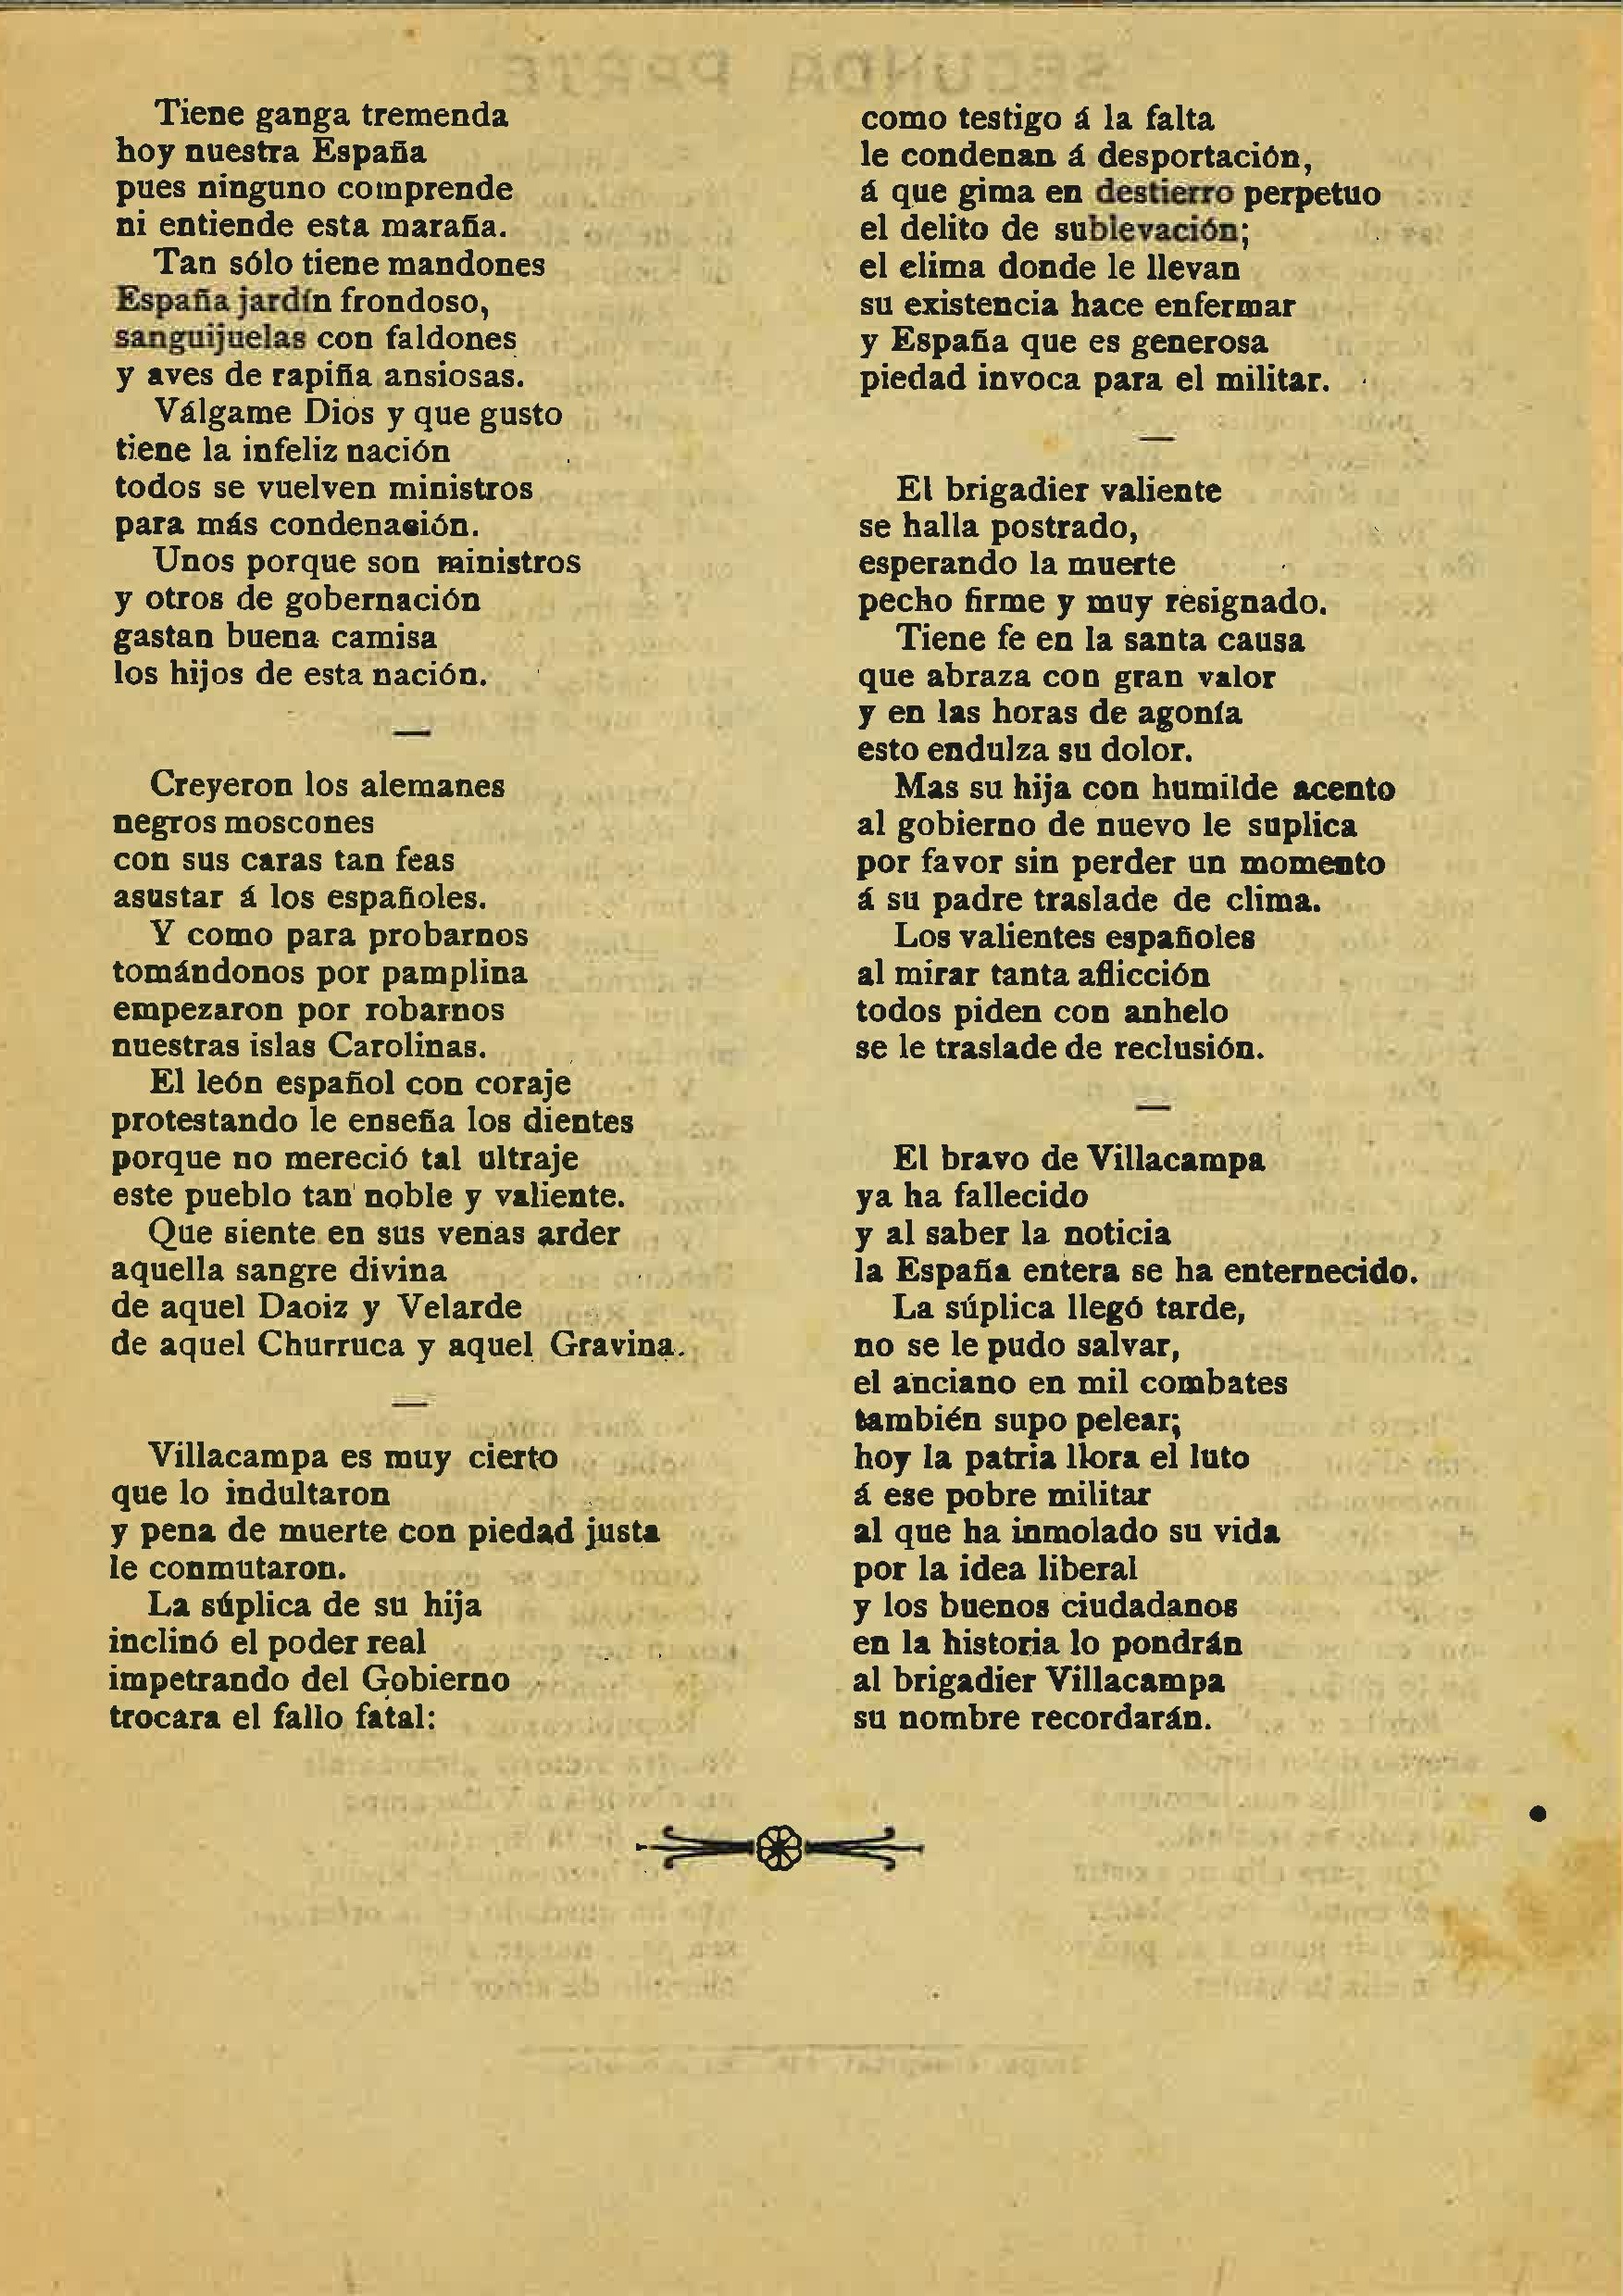 Tiene ganga tremenda
hoy nuestra España
pues ninguno comprende
ni entiende esta maraña.
Tan sólo tiene mandones
España jardín frondoso,
sanguijuelas con faldones
y aves de rapiña ansiosas.
Válgame Dios y que gusto
tiene la infeliz nación
todos se vuelven ministros
para más condenación.
Unos porque son ministros
y otros de gobernación
gastan buena camisa
los hijos de esta nación.
—
Creyeron los alemanes
negros moscones
con sus caras tan feas
asustar á los españoles.
Y como para probarnos
tomándonos por pamplina
empezaron por robarnos
nuestras islas Carolinas.
El león español con coraje
protestando le enseña los dientes
porque no mereció tal ultraje
este pueblo tan noble y valiente.
Que siente en sus venas arder
aquella sangre divina
de aquel Daoiz y Velarde
de aquel Churruca y aquel Gravina.
—
Villacampa es muy cierto
que lo indultaron
y pena de muerte con piedad justa
le conmutaron.
La súplica de su hija
inclinó el poder real
impetrando del Gobierno
trocara el fallo fatal:
como testigo á la falta
le condenan á desportación,
á que gima en destierro perpetuo
el delito de sublevación;
el clima donde le llevan
su existencia hace enfermar
y España que es generosa
piedad invoca para el militar.
—
El brigadier valiente
se halla postrado,
esperando la muerte
pecho firme y muy resignado.
Tiene fe en la santa causa
que abraza con gran valor
y en las horas de agonía
esto endulza su dolor.
Mas su hija con humilde acento
al gobierno de nuevo le suplica
por favor sin perder un momento
á su padre traslade de clima.
Los valientes españoles
al mirar tanta aflicción
todos piden con anhelo
se le traslade de reclusión.
—
El bravo de Villacampa
ya ha fallecido
y al saber la noticia
la España entera se ha enternecido.
La súplica llegó tarde,
no se le pudo salvar,
el anciano en mil combates
también supo pelear;
hoy la patria llora el luto
á ese pobre militar
al que ha inmolado su vida
por la idea liberal
y los buenos ciudadanos
en la historia lo pondrán
al brigadier Villacampa
su nombre recordarán.